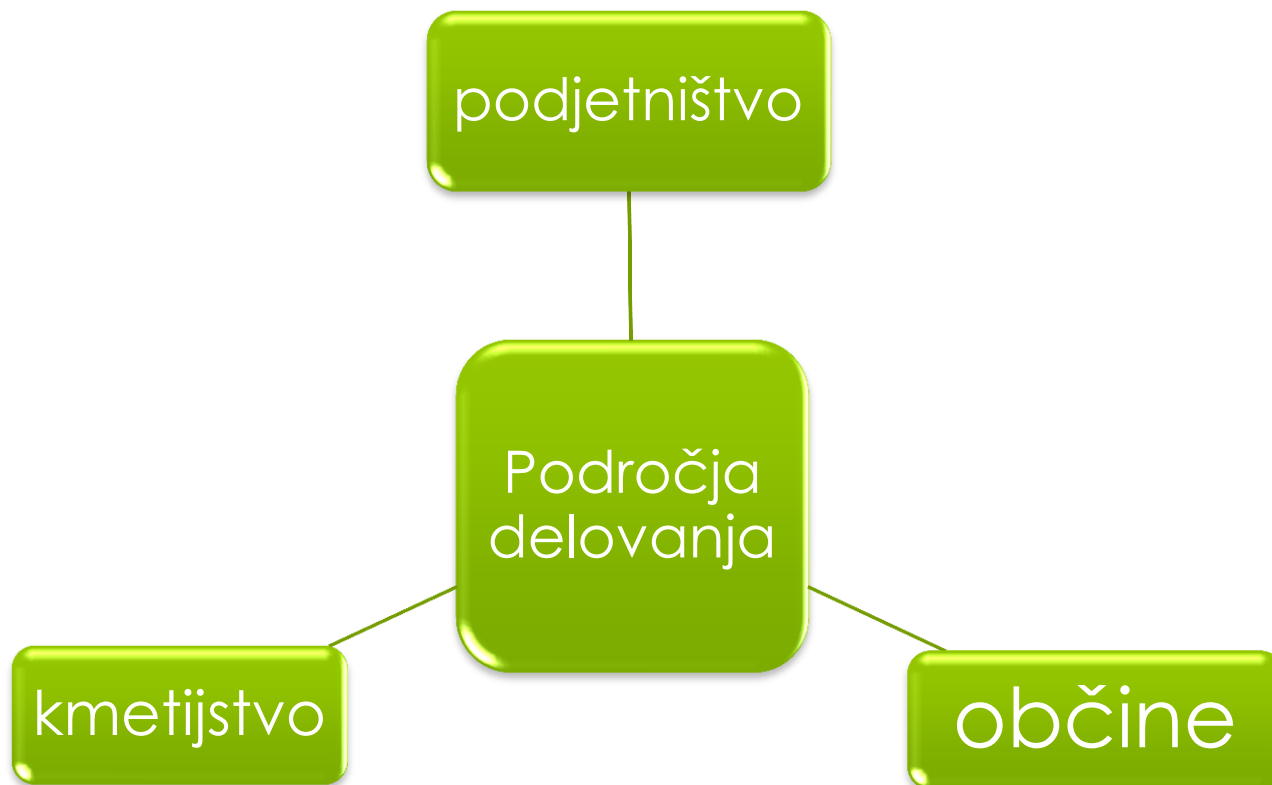 podjetništvo
Področja
delovanja
kmetijstvo
občine